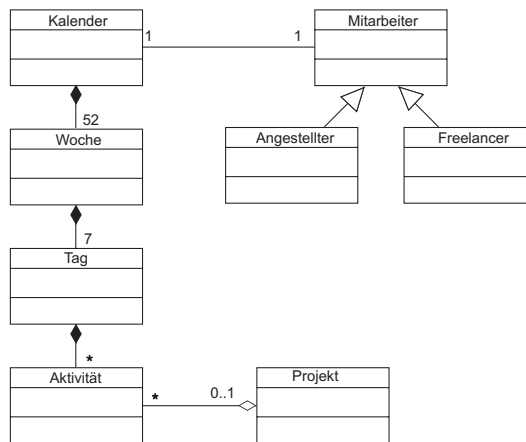 Kalender
Mitarbeiter
1
1
52
Woche
Angestellter
Freelancer
7
Tag
*
Aktivität
*
0..1
Projekt